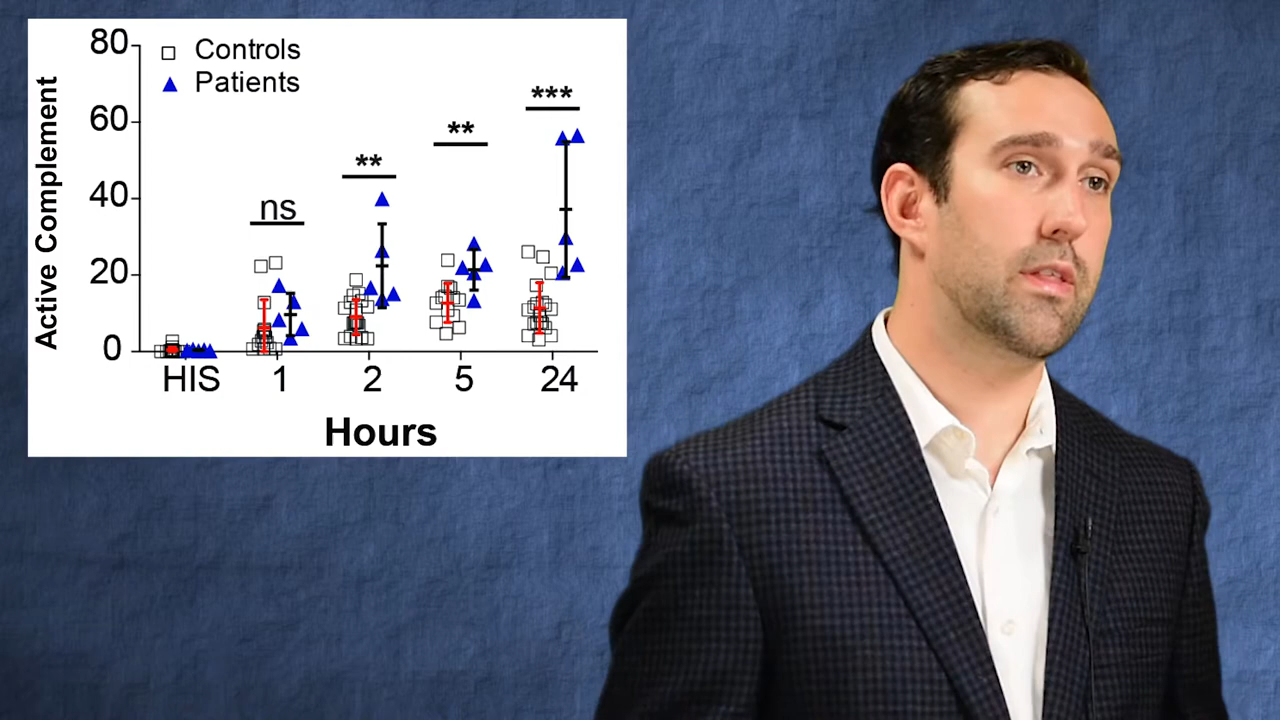 80
60
40
20
0
Active Complement
Controls
Patients
ns
**
**
***
HIS
1
2
5
24
Hours